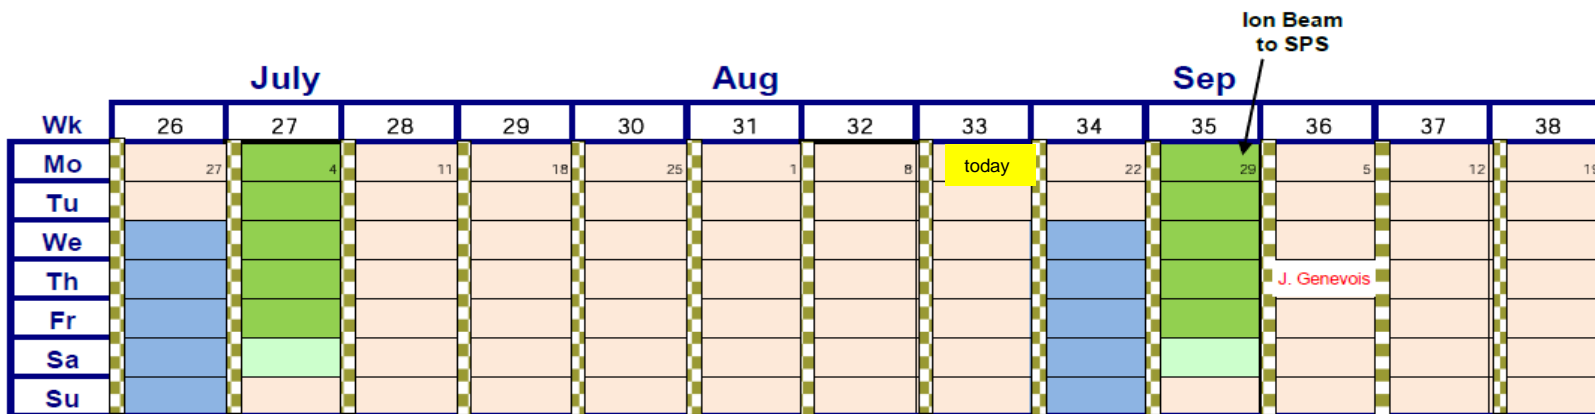 Ion Beam
to SPS
July Aug Sep
Wk 26 27 28 29 30 31 32 33 34 35 36 37 38
Mo 27 4 11 18 25 1 8 today 22 29 5 12 19
Tu
We
Th J. Genevois
Fr
Sa
Su